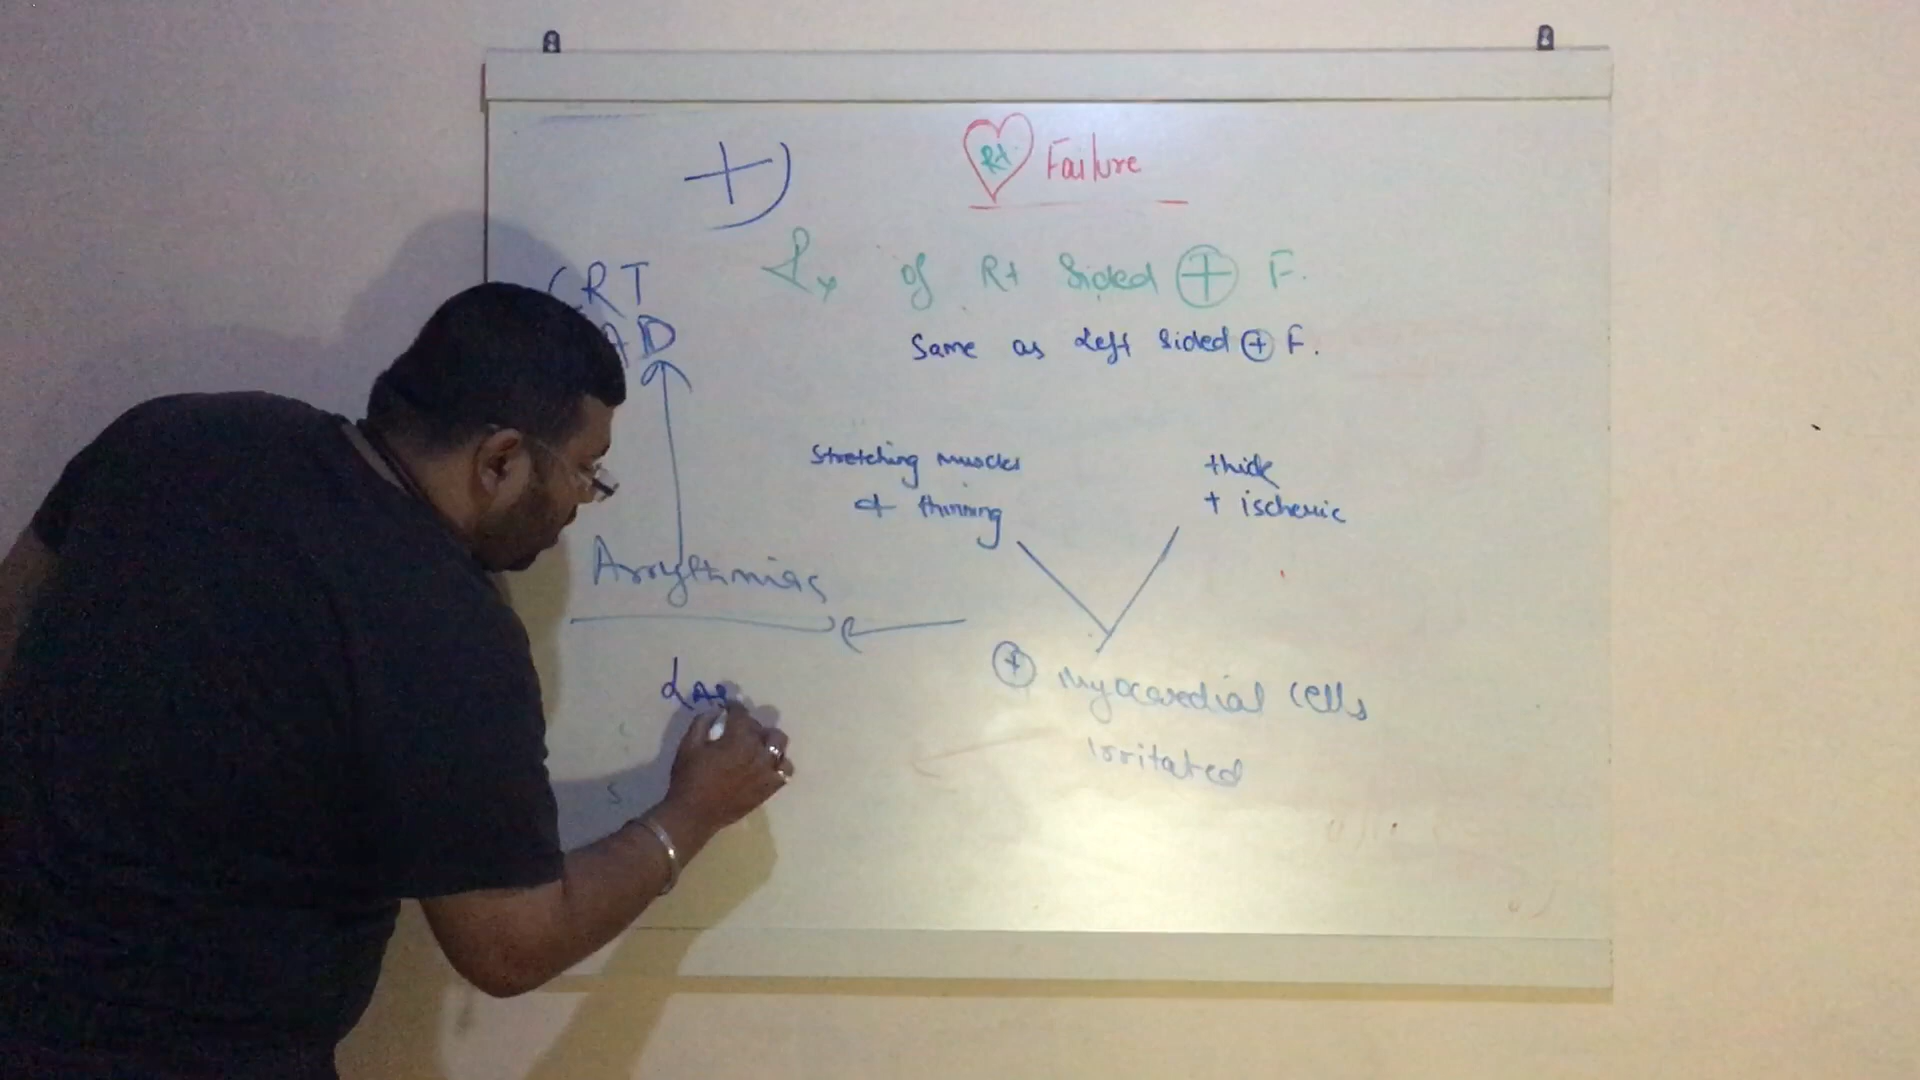 Rt Failure
CRT
AD
Rx of Rt Sided + F.
Same as Left Sided + F.
Stretching muscles
& thinning
thick
+ ischemic
Arrythmias
+ Myocardial Cells
Irritated